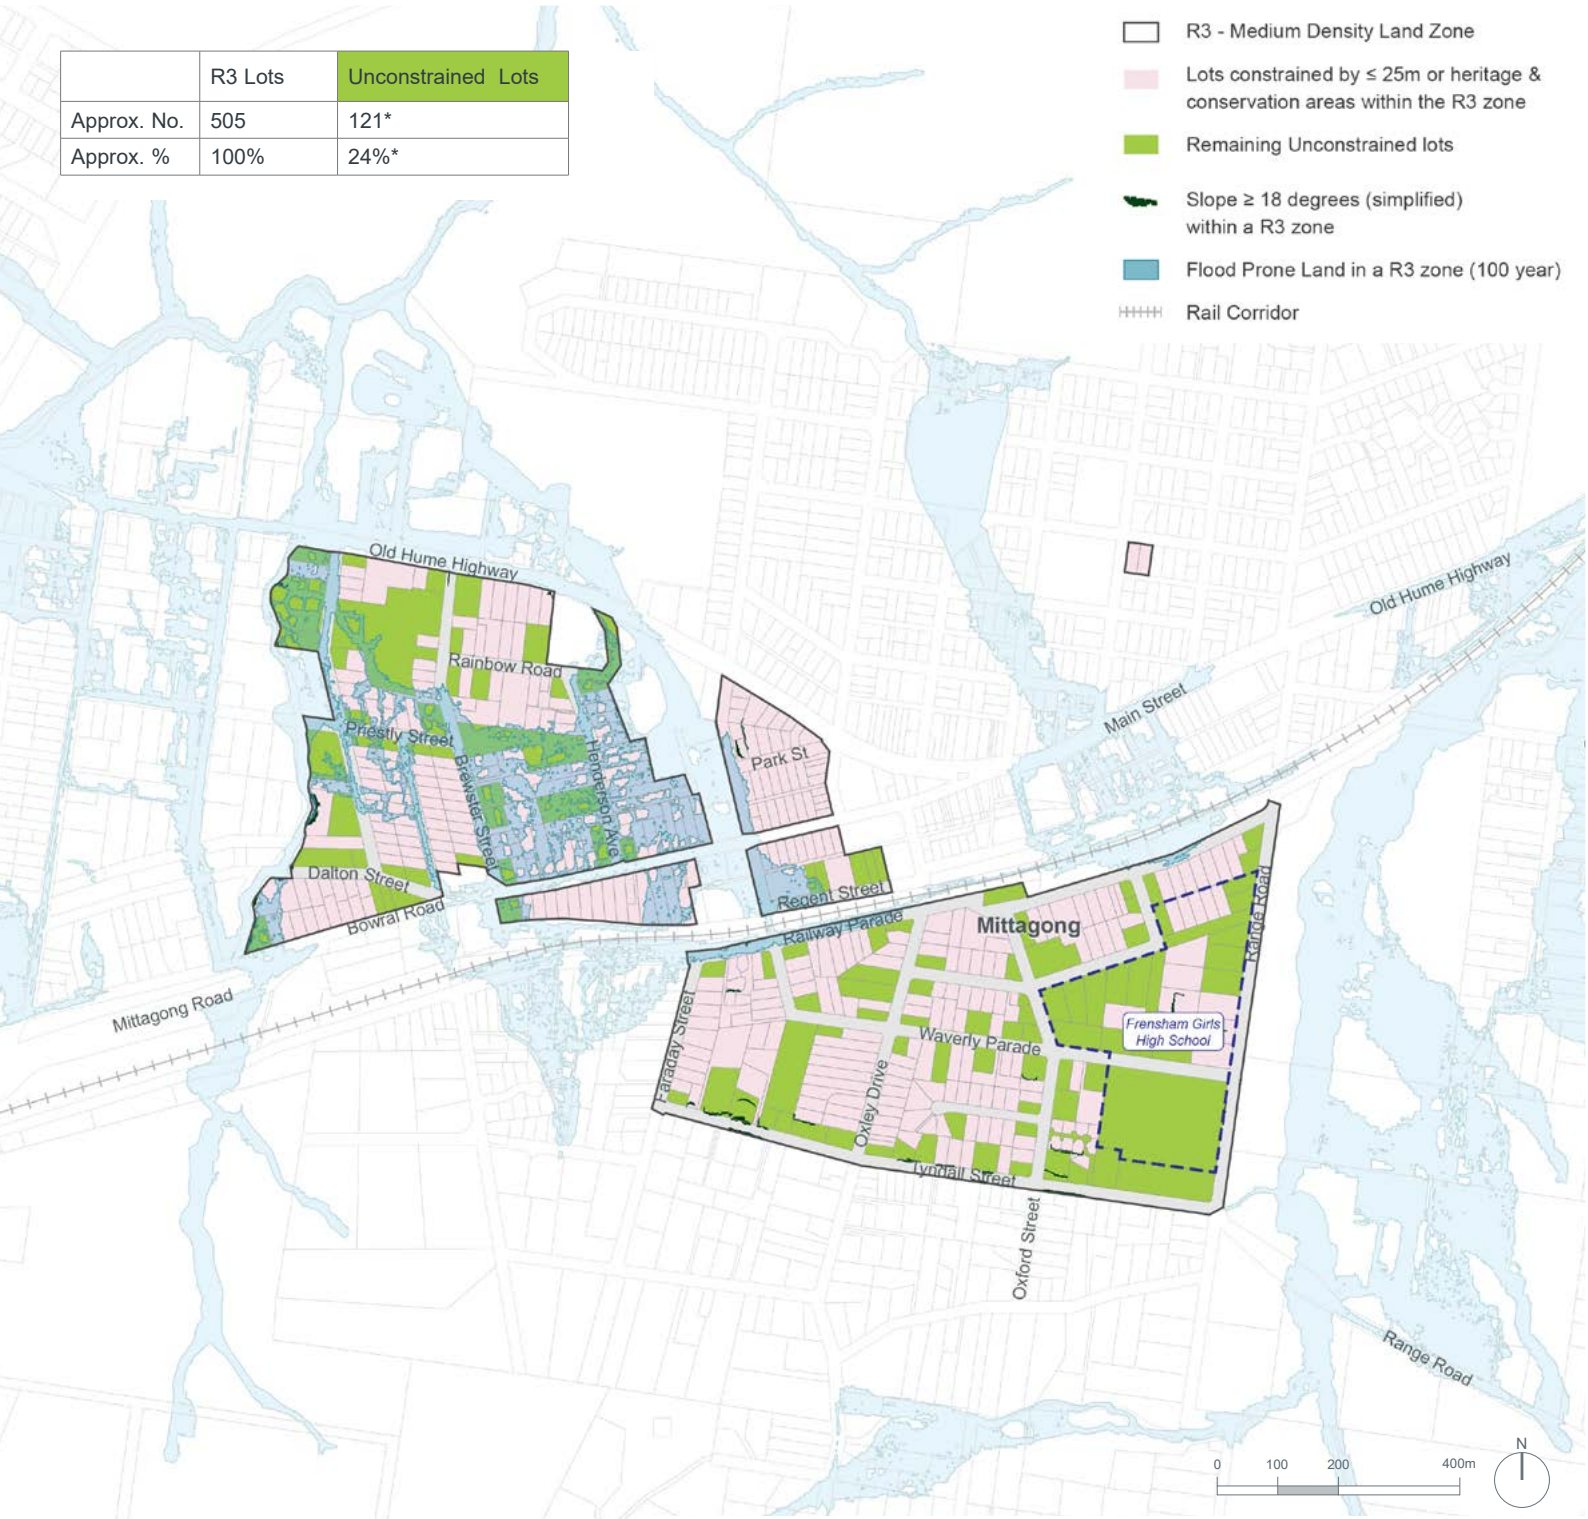 R3 Lots Unconstrained Lots
Approx. No. 505 121*
Approx. % 100% 24%*
R3 - Medium Density Land Zone
Lots constrained by ≤ 25m or heritage &
conservation areas within the R3 zone
Remaining Unconstrained lots
Slope ≥ 18 degrees (simplified)
within a R3 zone
Flood Prone Land in a R3 zone (100 year)
Rail Corridor
Old Hume Highway
Old Hume Highway
Rainbow Road
Main Street
Priestly Street
Park St
Brewster Street
Henderson Ave
Dalton Street
Regent Street
Bowral Road
Railway Parade
Mittagong
Range Road
Mittagong Road
Faraday Street
Waverly Parade
Frensham Girls
High School
Oxley Drive
Tyndall Street
Oxford Street
Range Road
N
0 100 200 400m